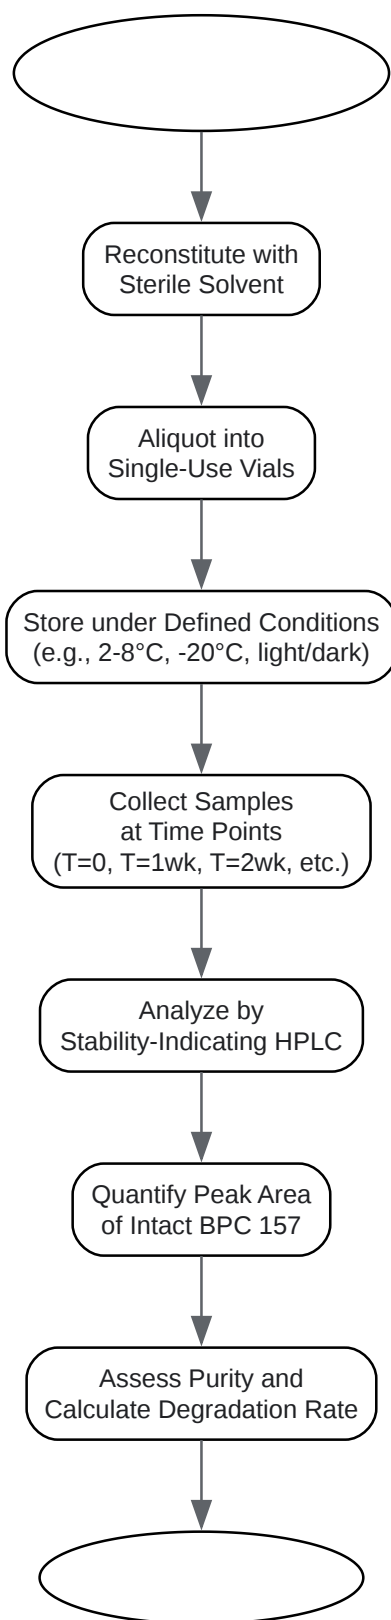 Reconstitute with
Sterile Solvent
Aliquot into
Single-Use Vials
Store under Defined Conditions
(e.g., 2-8°C, -20°C, light/dark)
Collect Samples
at Time Points
(T=0, T=1wk, T=2wk, etc.)
Analyze by
Stability-Indicating HPLC
Quantify Peak Area
of Intact BPC 157
Assess Purity and
Calculate Degradation Rate